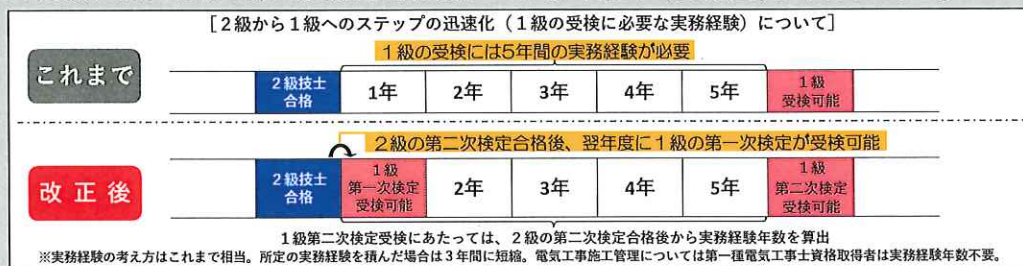 ［２級から１級へのステップの迅速化（１級の受検に必要な実務経験）について］
１級の受検には5年間の実務経験が必要
これまで
２級技士
合格
1年
2年
3年
4年
5年
１級
受検可能
２級の第二次検定合格後、翌年度に１級の第一次検定が受検可能
改正後
２級技士
合格
１級
第一次検定
受検可能
2年
3年
4年
5年
１級
第二次検定
受検可能
１級第二次検定受検にあたっては、２級の第二次検定合格後から実務経験年数を算出
※実務経験の考え方はこれまで相当。所定の実務経験を積んだ場合は３年間に短縮。電気工事施工管理については第一種電気工事士資格取得者は実務経験年数不要。